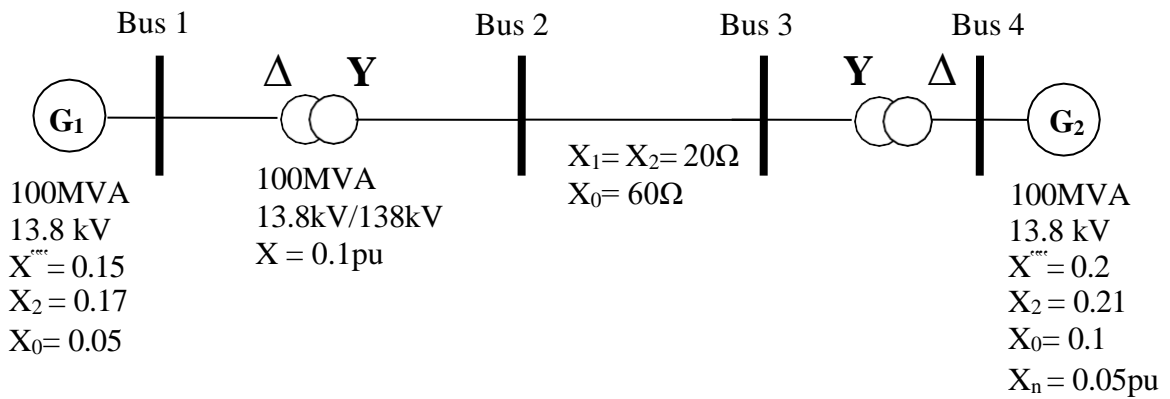 Bus 1
Bus 2
Bus 3
Bus 4
Δ Y
Y Δ
G₁
G₂
100MVA
13.8 kV
X""= 0.15
X₂ = 0.17
X₀= 0.05
100MVA
13.8kV/138kV
X = 0.1pu
X₁= X₂= 20Ω
X₀= 60Ω
100MVA
13.8 kV
X""= 0.2
X₂ = 0.21
X₀= 0.1
Xₙ = 0.05pu